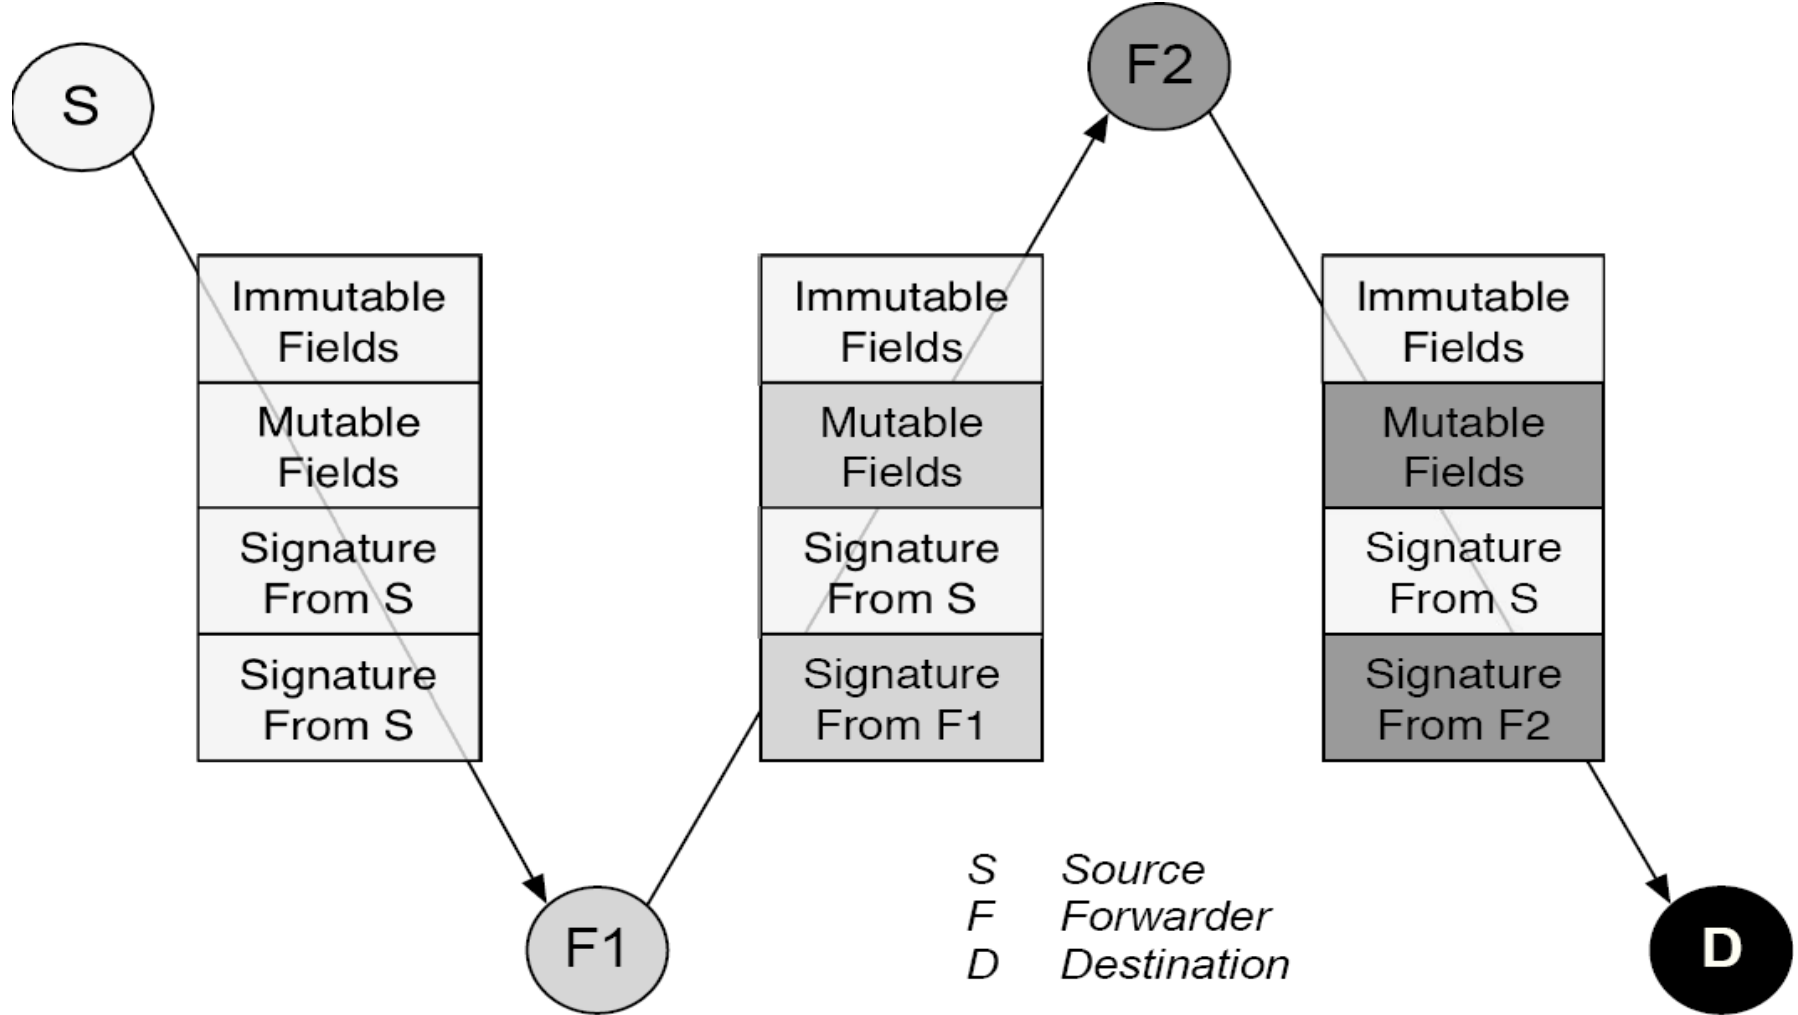 S
F2
Immutable
Fields
Mutable
Fields
Signature
From S
Signature
From S
Immutable
Fields
Mutable
Fields
Signature
From S
Signature
From F1
Immutable
Fields
Mutable
Fields
Signature
From S
Signature
From F2
F1
S Source
F Forwarder
D Destination
D